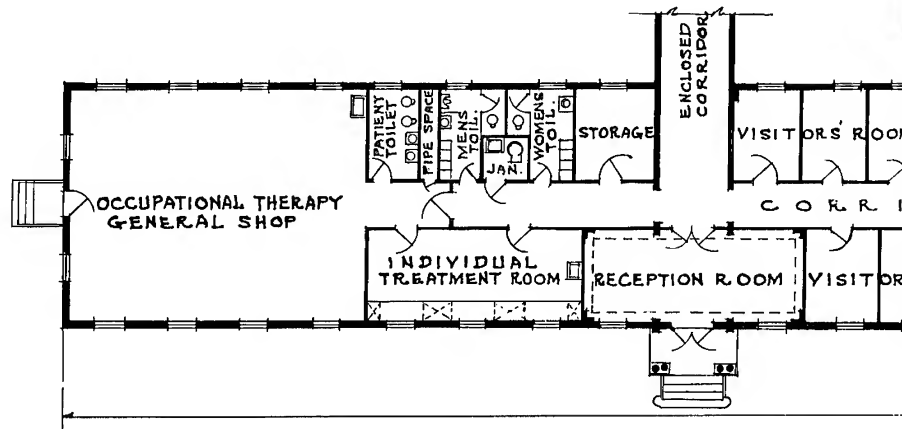 ENCLOSED
CORRIDOR
PATIENT
TOILET
PIPE SPACE
MENS
TOIL.
JAN.
WOMENS
TOIL.
STORAGE
VISITORS' ROO
OCCUPATIONAL THERAPY
GENERAL SHOP
CORRI
INDIVIDUAL
TREATMENT ROOM
RECEPTION ROOM
VISITOR